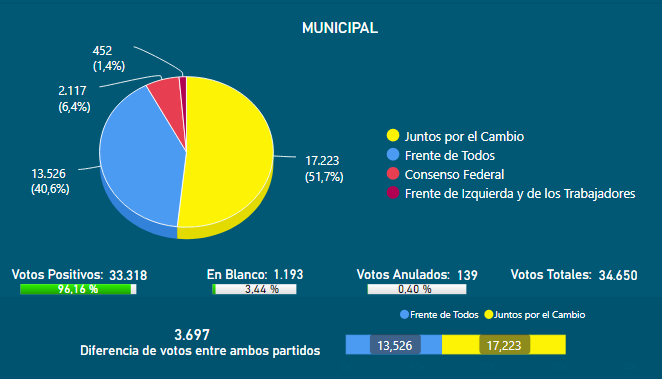 MUNICIPAL
452
(1,4%)
2.117
(6,4%)
13.526
(40,6%)
17.223
(51,7%)
Juntos por el Cambio
Frente de Todos
Consenso Federal
Frente de Izquierda y de los Trabajadores
Votos Positivos: 33.318
96,16 %
En Blanco: 1.193
3,44 %
Votos Anulados: 139
0,40 %
Votos Totales: 34.650
Frente de Todos Juntos por el Cambio
3.697
Diferencia de votos entre ambos partidos
13,526 17,223